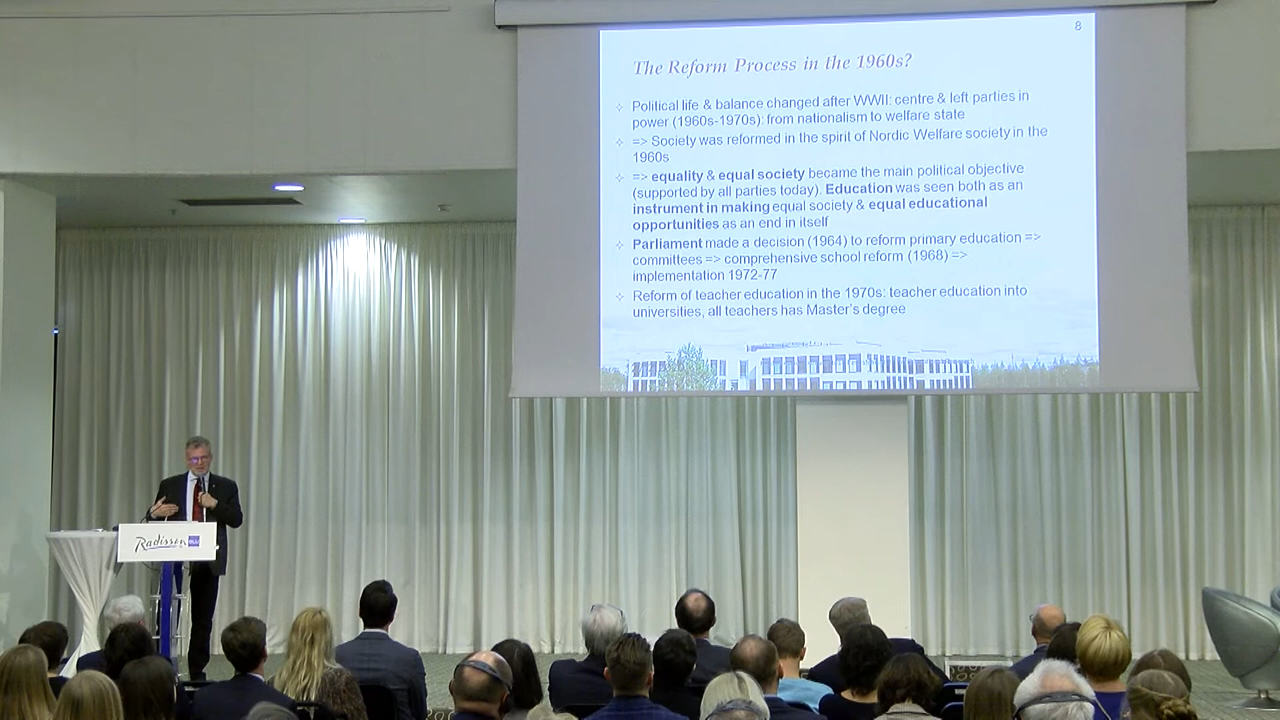 8
The Reform Process in the 1960s?
Political life & balance changed after WWII: centre & left parties in
power (1960s-1970s): from nationalism to welfare state
=> Society was reformed in the spirit of Nordic Welfare society in the
1960s
=> equality & equal society became the main political objective
(supported by all parties today). Education was seen both as an
instrument in making equal society & equal educational
opportunities as an end in itself
Parliament made a decision (1964) to reform primary education =>
committees => comprehensive school reform (1968) =>
implementation 1972-77
Reform of teacher education in the 1970s: teacher education into
universities, all teachers has Master's degree
Radisson BLU